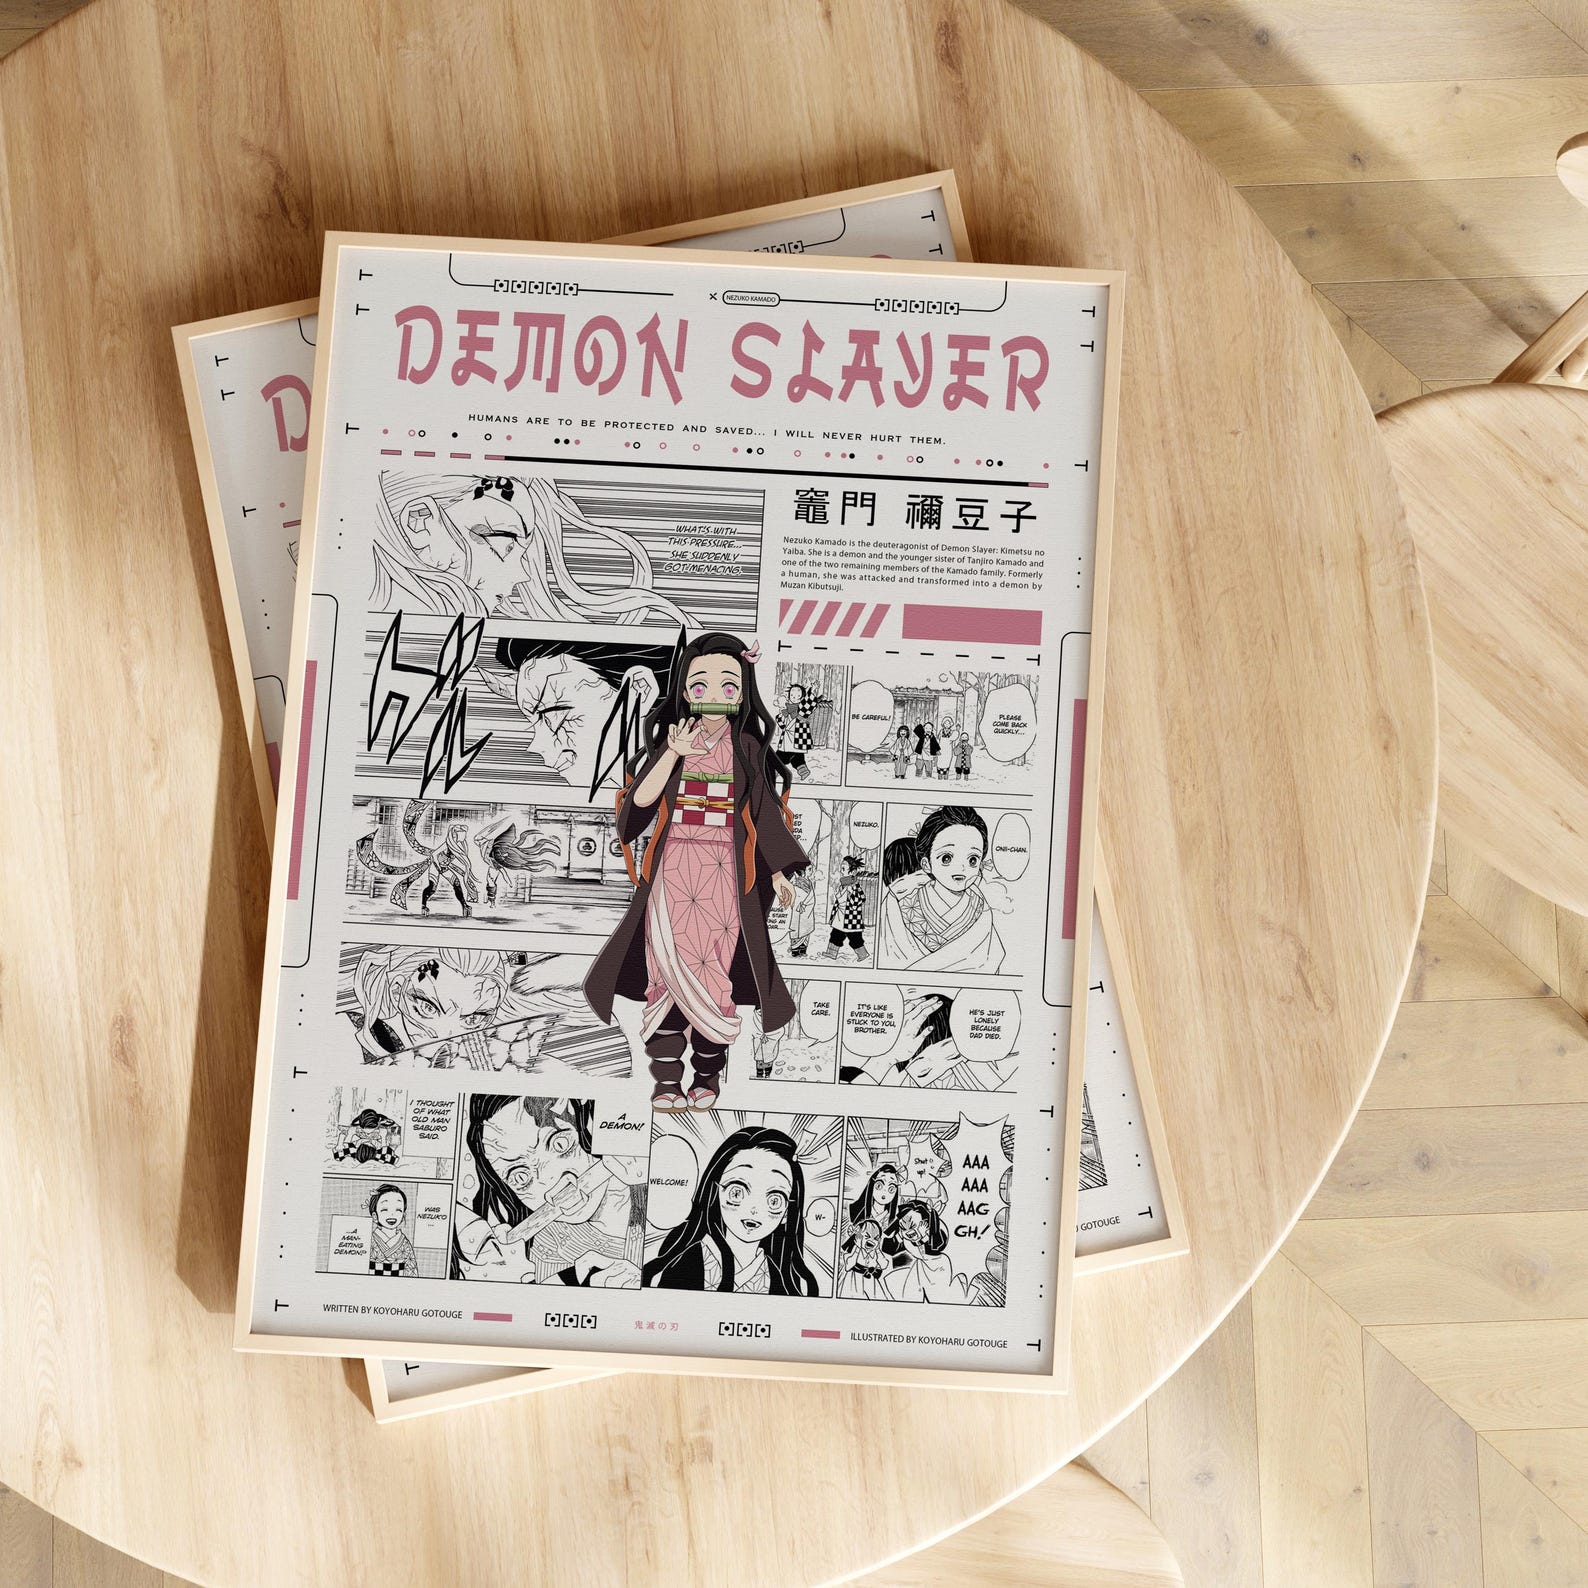 NEZUKO KAMADO
DEMON SLAYER
HUMANS ARE TO BE PROTECTED AND SAVED... I WILL NEVER HURT THEM.
竈門 禰豆子
Nezuko Kamado is the deuteragonist of Demon Slayer: Kimetsu no
Yaiba. She is a demon and the younger sister of Tanjiro Kamado and
one of the two remaining members of the Kamado family. Formerly
a human, she was attacked and transformed into a demon by
Muzan Kibutsuji.
WHAT'S WITH
THIS PRESSURE...
SHE SUDDENLY
GOT MENACING.
BE CAREFUL!
PLEASE
COME BACK
QUICKLY...
NEZUKO.
ONII-CHAN.
TAKE
CARE.
IT'S LIKE
EVERYONE IS
STUCK TO YOU,
BROTHER.
HE'S JUST
LONELY
BECAUSE
DAD DIED.
I THOUGHT
OF WHAT
OLD MAN
SABURO
SAID.
...A
MAN-
EATING
DEMON?
WAS
NEZUKO
...
A
DEMON!
WELCOME!
W-
Shut
up!
AAA
AAA
AAG
GH!
WRITTEN BY KOYOHARU GOTOUGE
鬼滅の刃
ILLUSTRATED BY KOYOHARU GOTOUGE
D
GOTOUGE